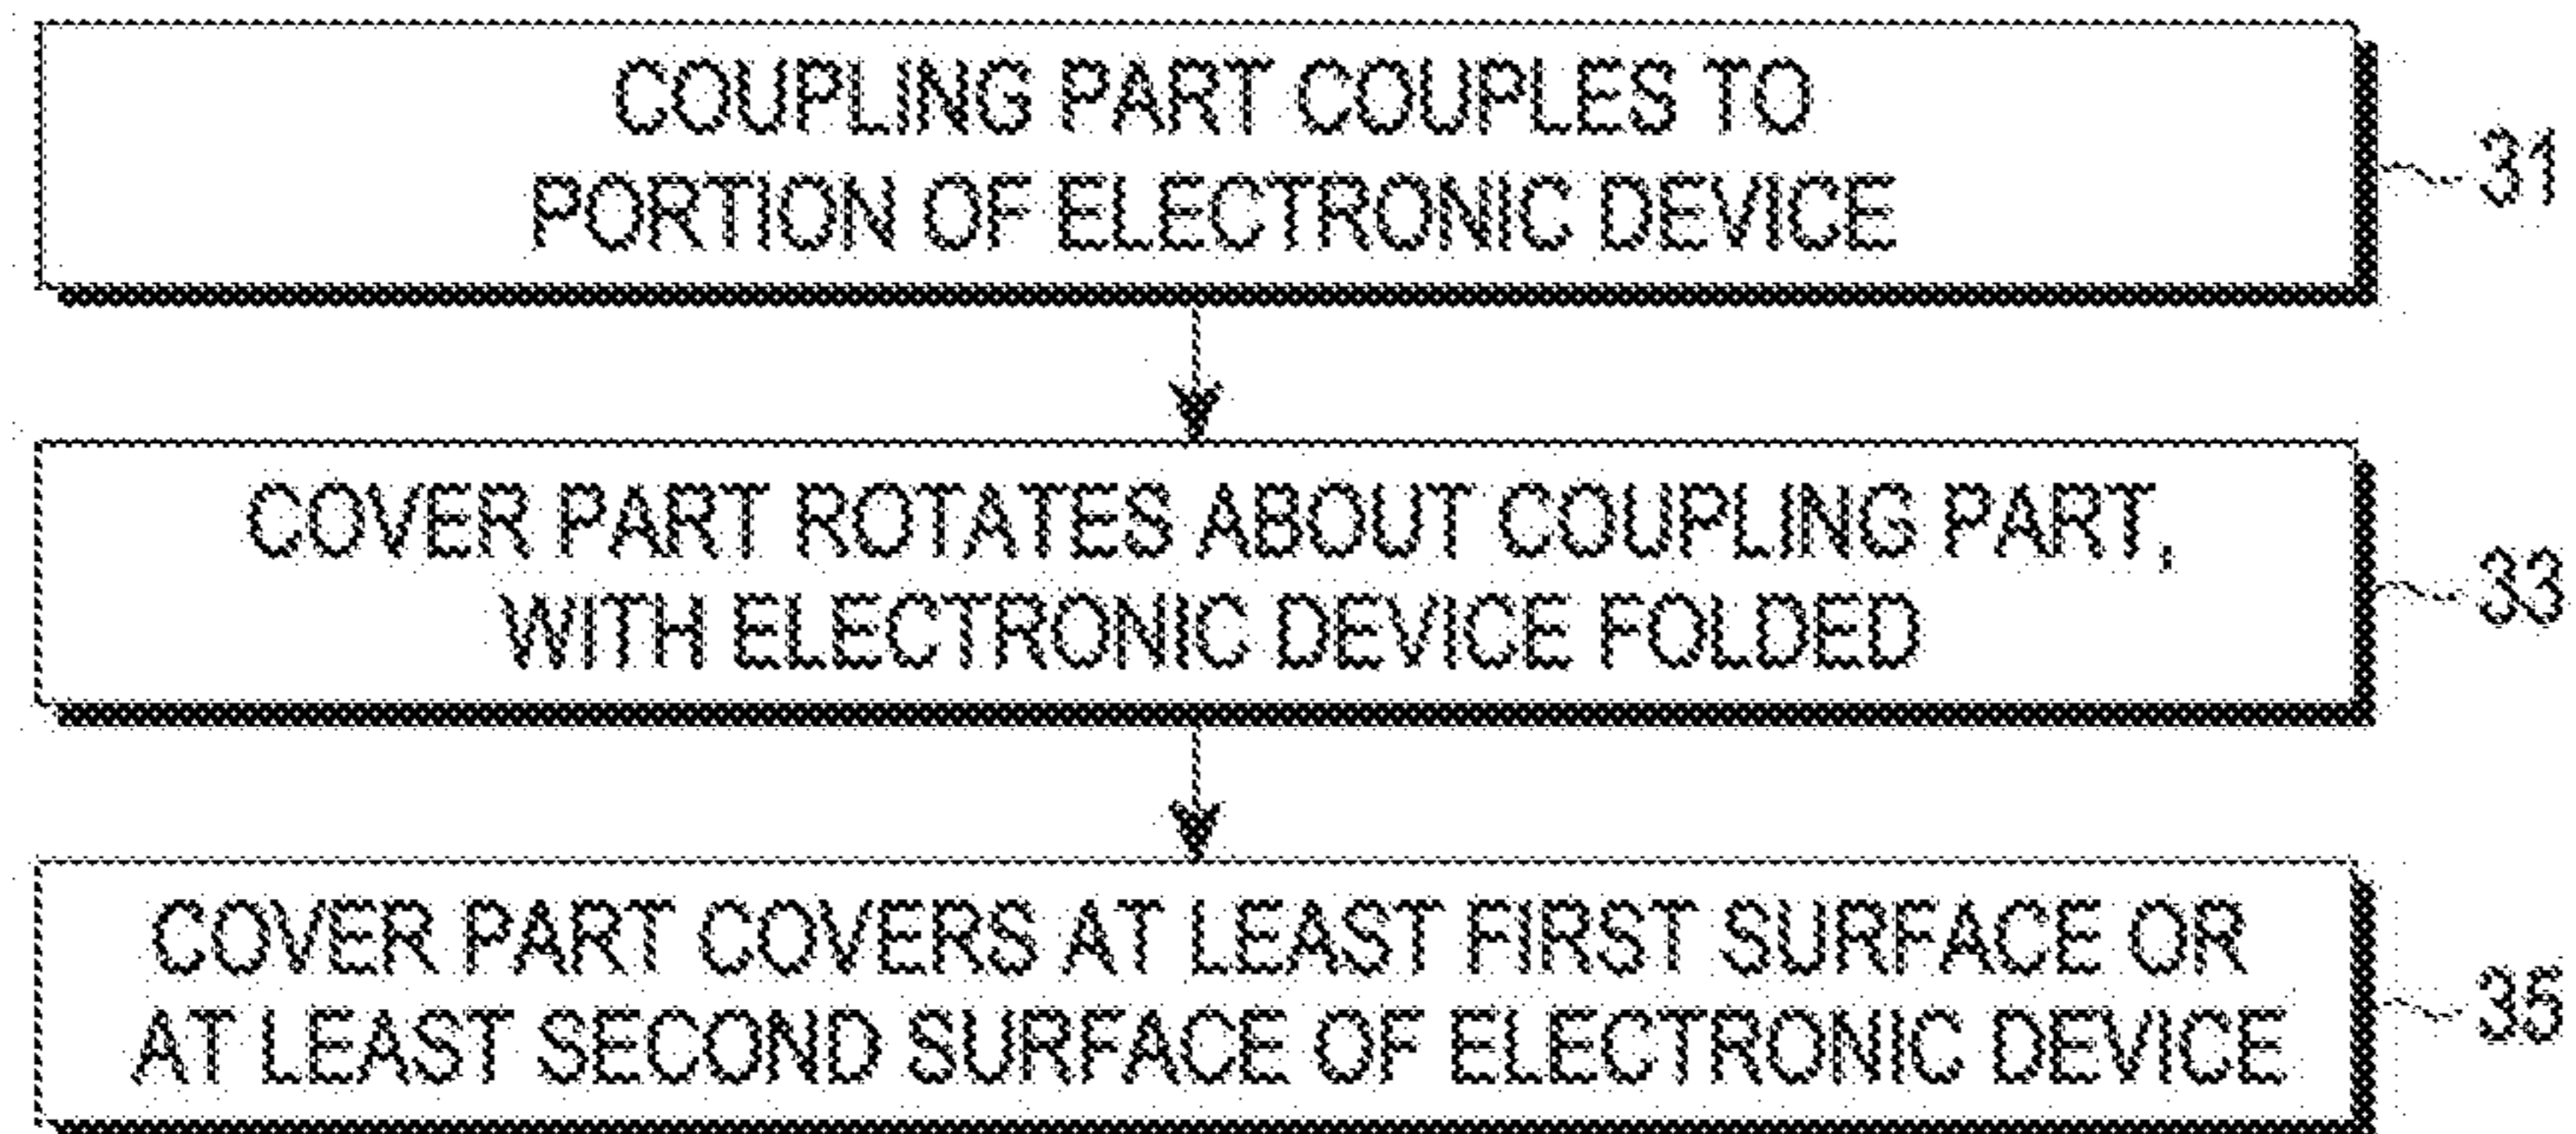 COUPLING PART COUPLES TO
PORTION OF ELECTRONIC DEVICE
31
COVER PART ROTATES ABOUT COUPLING PART,
WITH ELECTRONIC DEVICE FOLDED
33
COVER PART COVERS AT LEAST FIRST SURFACE OR
AT LEAST SECOND SURFACE OF ELECTRONIC DEVICE
35